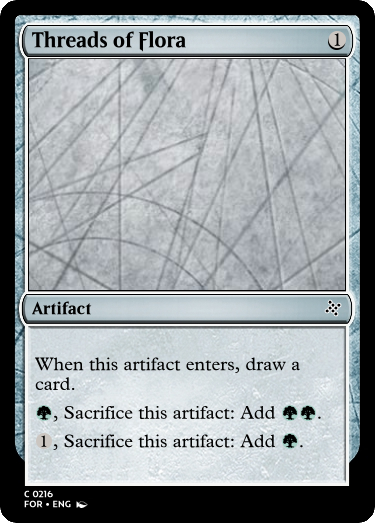 Threads of Flora 1
Artifact
When this artifact enters, draw a
card.
, Sacrifice this artifact: Add .
1 , Sacrifice this artifact: Add .
C 0216
FOR • ENG